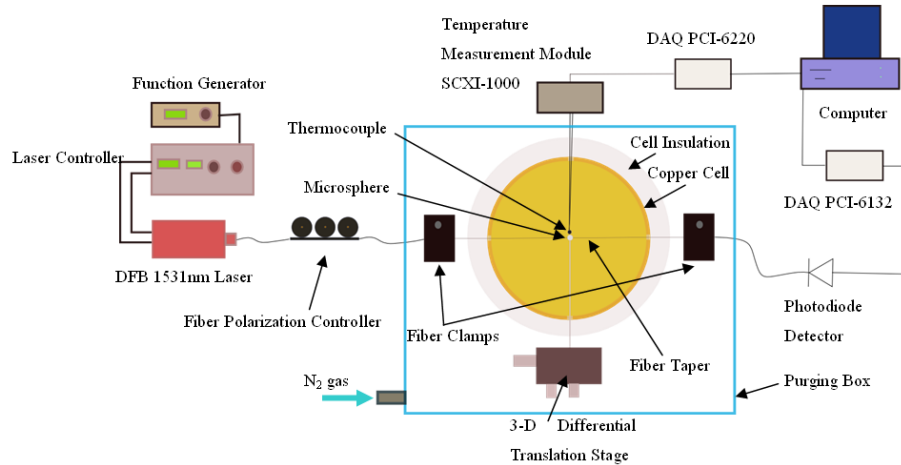 Temperature
Measurement Module
SCXI-1000
DAQ PCI-6220
Function Generator
Computer
Thermocouple
Cell Insulation
Laser Controller
Copper Cell
Microsphere
DAQ PCI-6132
DFB 1531nm Laser
Fiber Polarization Controller
Fiber Clamps
Photodiode
Detector
Fiber Taper
N2 gas
Purging Box
3-D Differential
Translation Stage